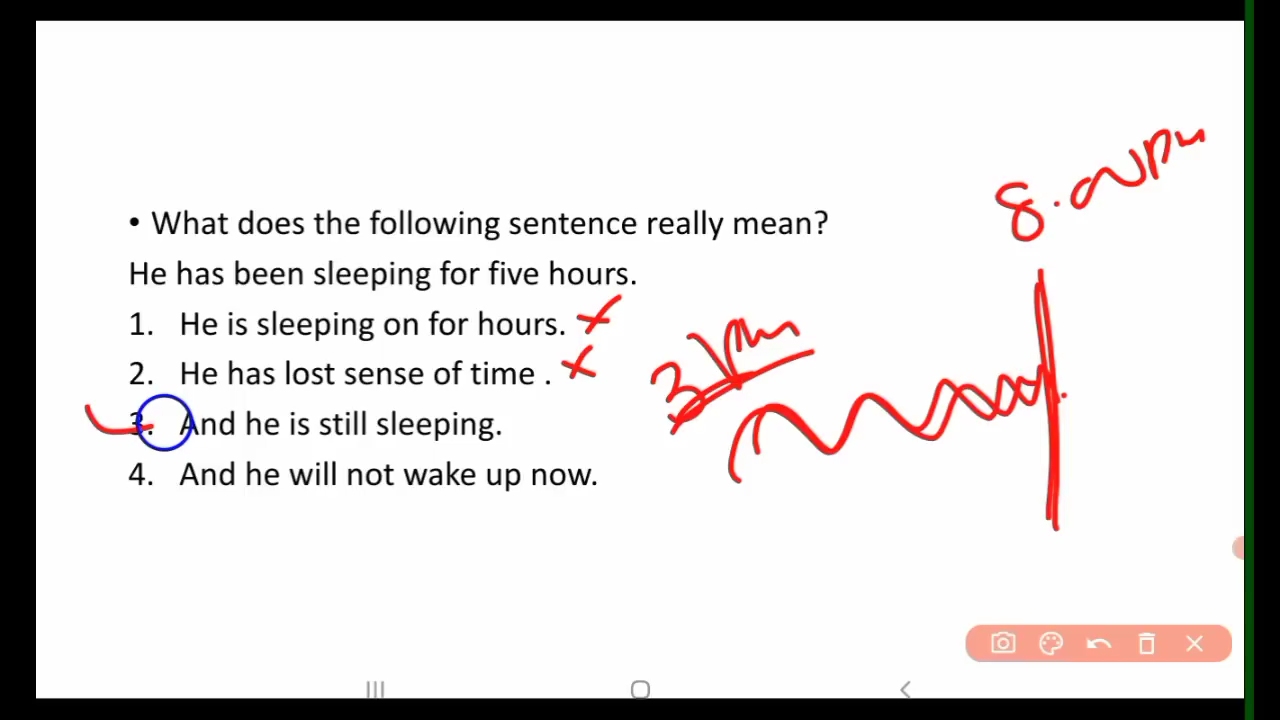 • What does the following sentence really mean?
He has been sleeping for five hours.
1. He is sleeping on for hours.
2. He has lost sense of time .
3. And he is still sleeping.
4. And he will not wake up now.
3 pm